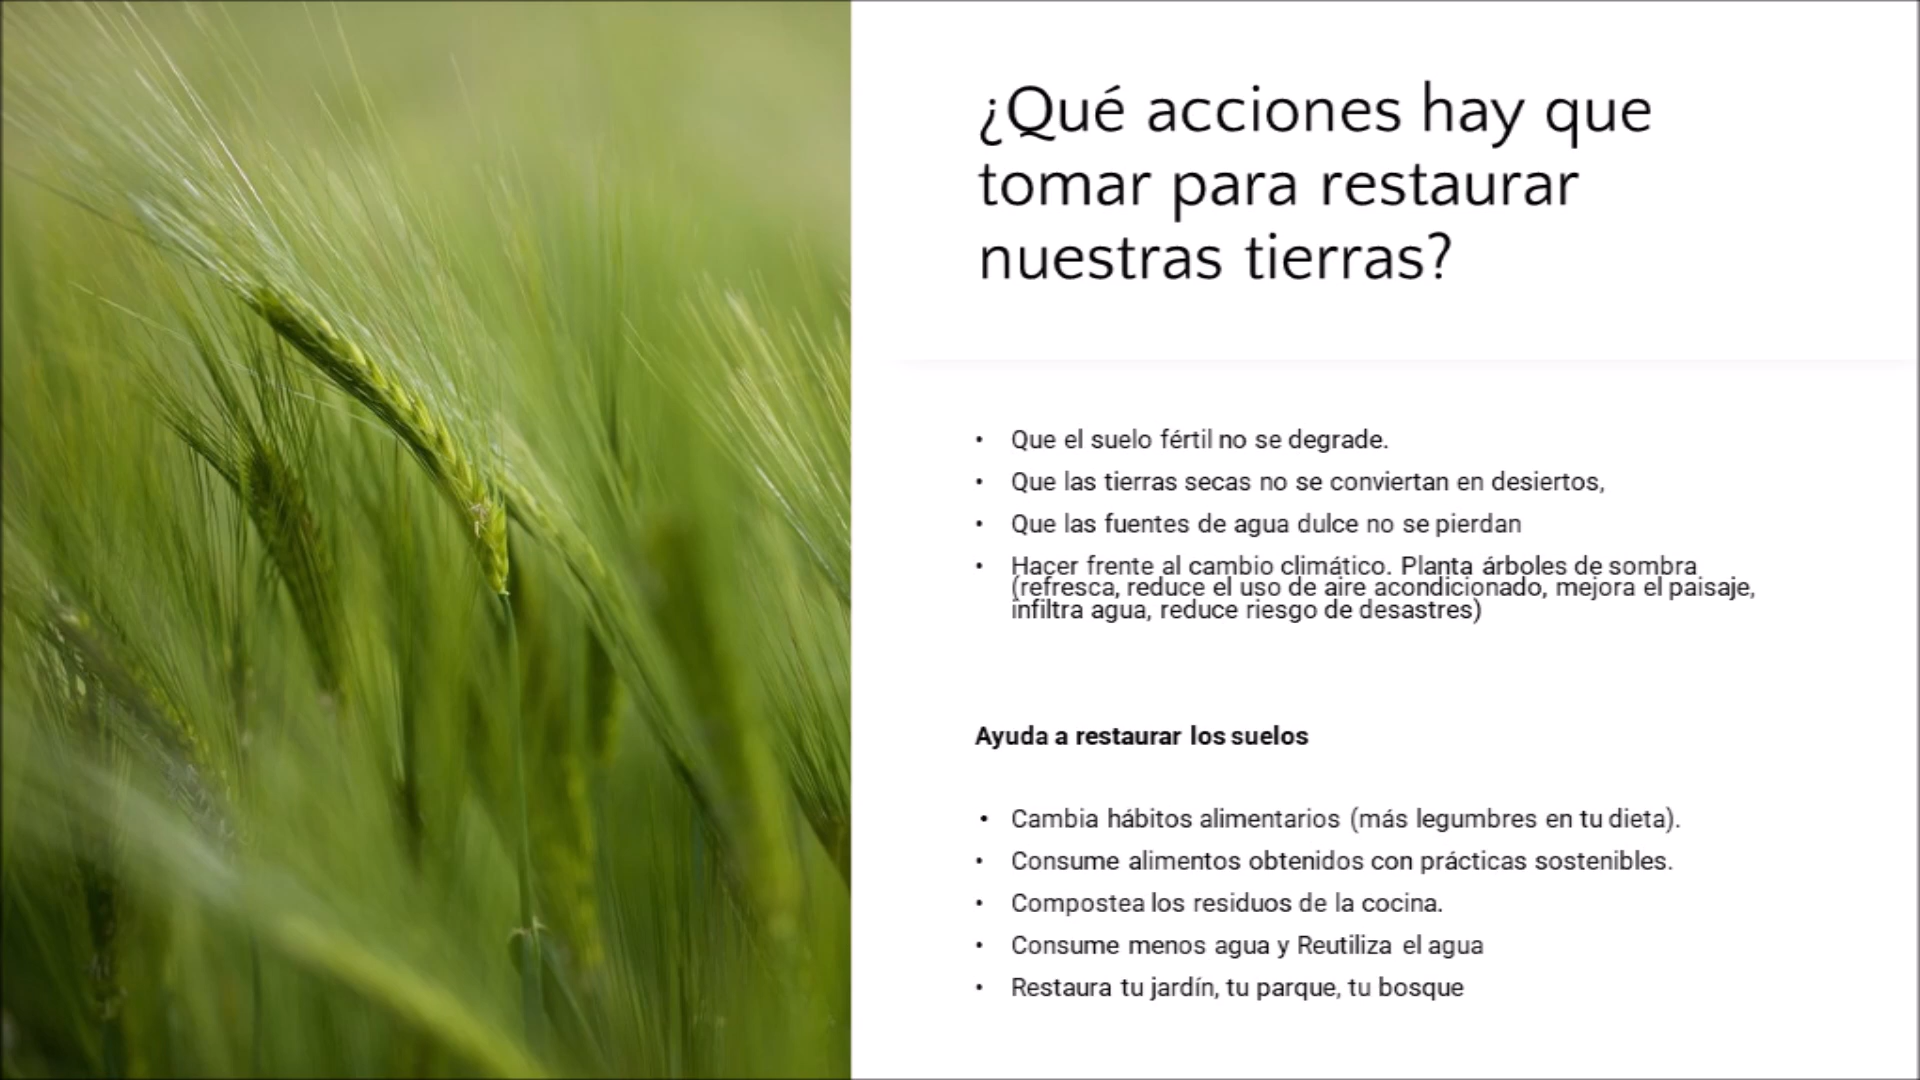 ¿Qué acciones hay que
tomar para restaurar
nuestras tierras?
• Que el suelo fértil no se degrade.
• Que las tierras secas no se conviertan en desiertos,
• Que las fuentes de agua dulce no se pierdan
• Hacer frente al cambio climático. Planta árboles de sombra
(refresca, reduce el uso de aire acondicionado, mejora el paisaje,
infiltra agua, reduce riesgo de desastres)
Ayuda a restaurar los suelos
• Cambia hábitos alimentarios (más legumbres en tu dieta).
• Consume alimentos obtenidos con prácticas sostenibles.
• Compostea los residuos de la cocina.
• Consume menos agua y Reutiliza el agua
• Restaura tu jardín, tu parque, tu bosque